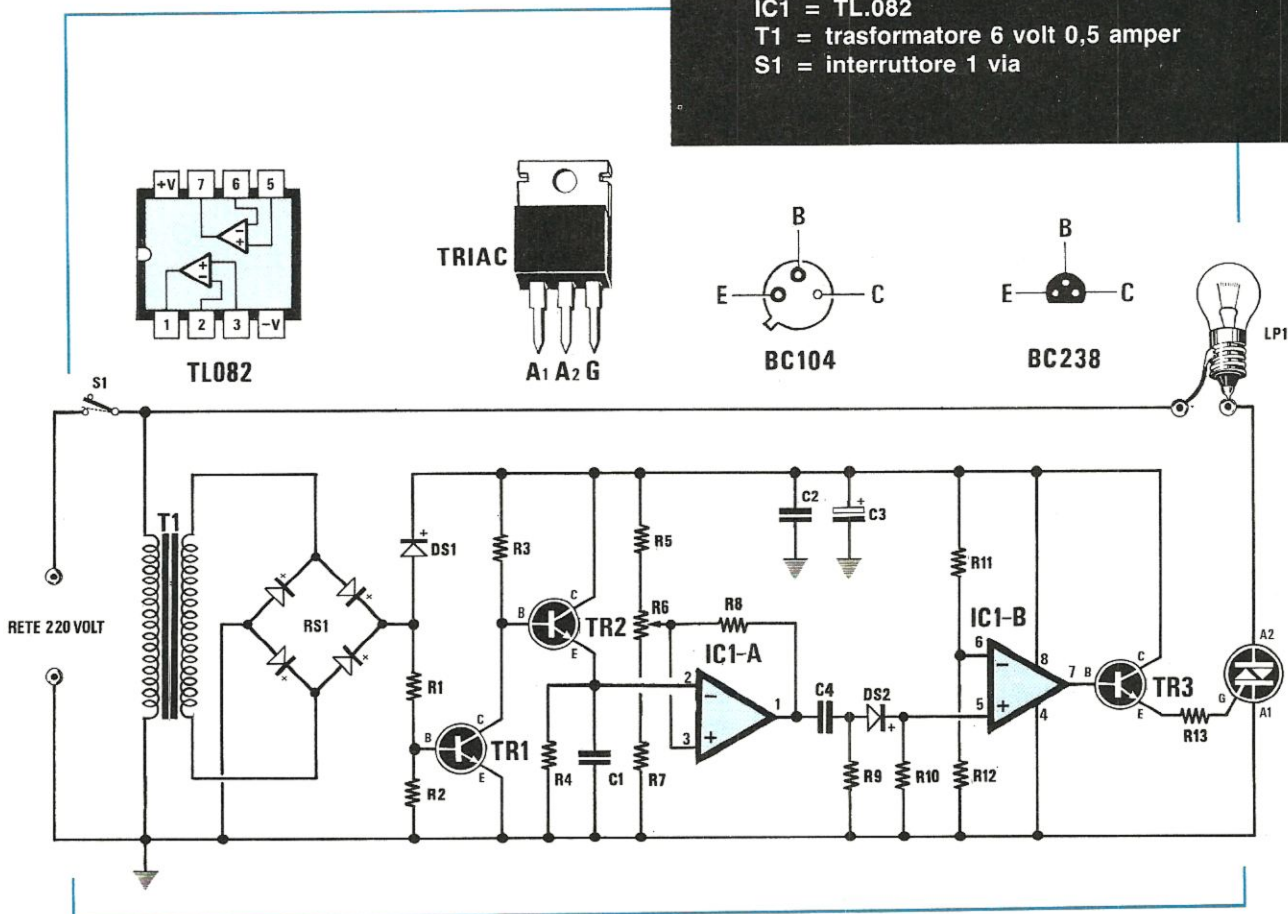 IC1 = TL.082
T1 = trasformatore 6 volt 0,5 amper
S1 = interruttore 1 via
+V 7 6 5
1 2 3 -V
TL082
TRIAC
A1 A2 G
B
E C
BC104
B
E C
BC238
LP1
S1
T1
RETE 220 VOLT
RS1
DS1
R1
R2
R3
B C E
TR1
B C E
TR2
R4
C1
R5
R6
R7
R8
IC1-A
2
3
1
C2
C3
+
C4
DS2
+
R9
R10
R11
R12
IC1-B
6
5
8
4
7
B C E
TR3
R13
A2
G
A1